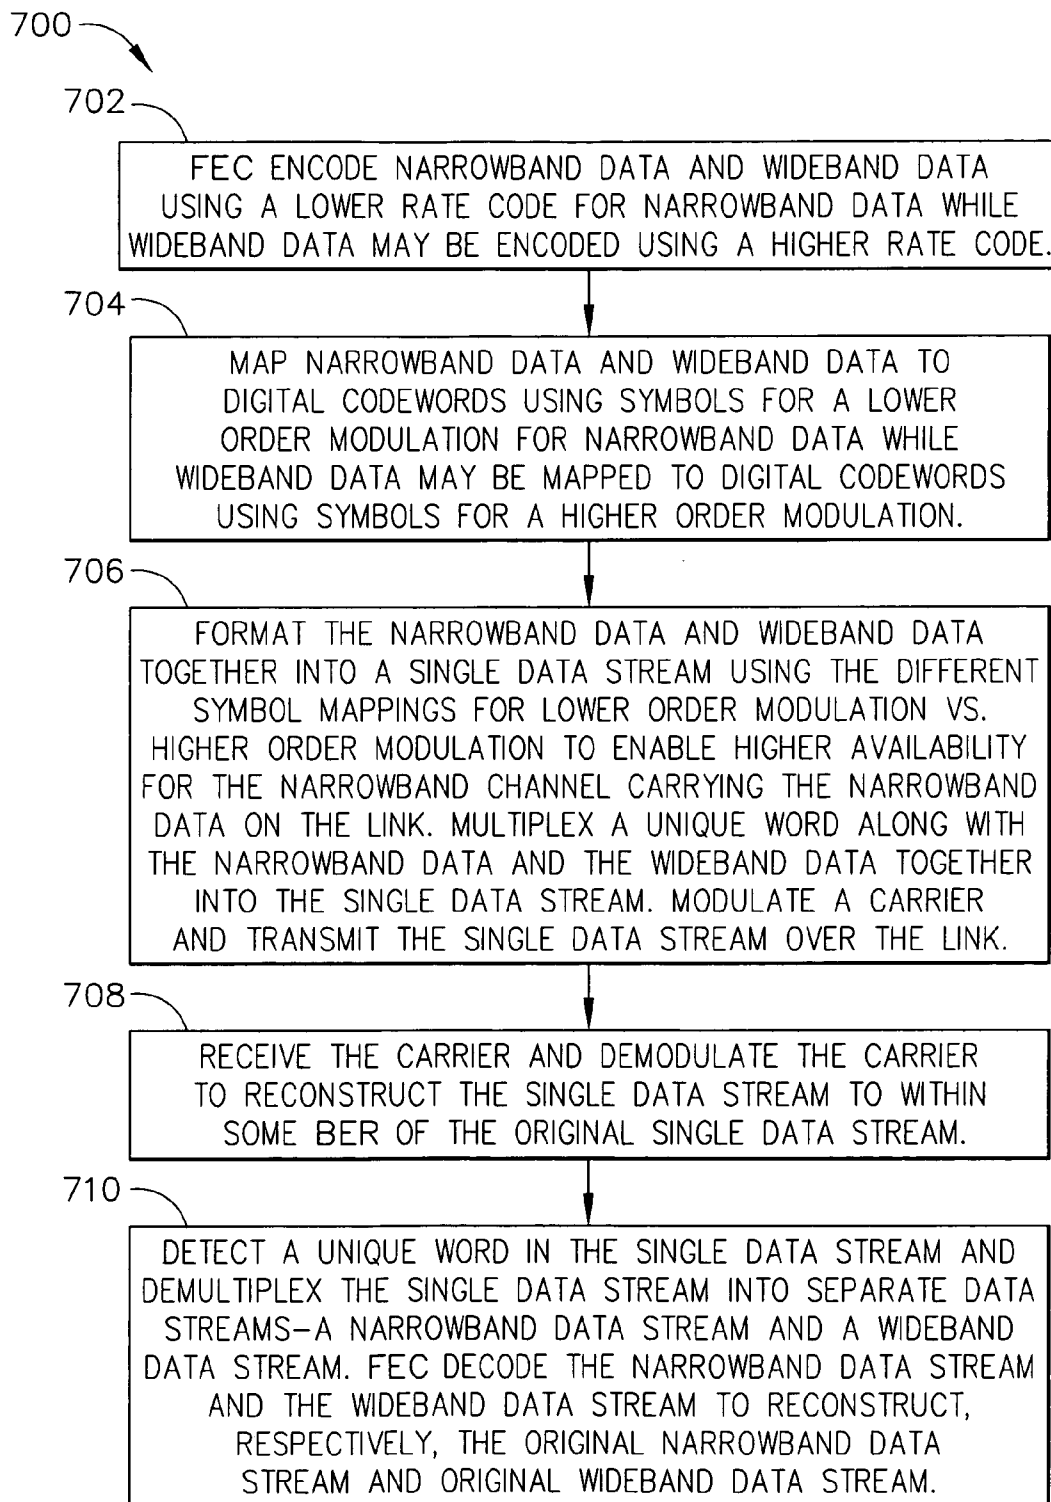 700
702
FEC ENCODE NARROWBAND DATA AND WIDEBAND DATA
USING A LOWER RATE CODE FOR NARROWBAND DATA WHILE
WIDEBAND DATA MAY BE ENCODED USING A HIGHER RATE CODE.
704
MAP NARROWBAND DATA AND WIDEBAND DATA TO
DIGITAL CODEWORDS USING SYMBOLS FOR A LOWER
ORDER MODULATION FOR NARROWBAND DATA WHILE
WIDEBAND DATA MAY BE MAPPED TO DIGITAL CODEWORDS
USING SYMBOLS FOR A HIGHER ORDER MODULATION.
706
FORMAT THE NARROWBAND DATA AND WIDEBAND DATA
TOGETHER INTO A SINGLE DATA STREAM USING THE DIFFERENT
SYMBOL MAPPINGS FOR LOWER ORDER MODULATION VS.
HIGHER ORDER MODULATION TO ENABLE HIGHER AVAILABILITY
FOR THE NARROWBAND CHANNEL CARRYING THE NARROWBAND
DATA ON THE LINK. MULTIPLEX A UNIQUE WORD ALONG WITH
THE NARROWBAND DATA AND THE WIDEBAND DATA TOGETHER
INTO THE SINGLE DATA STREAM. MODULATE A CARRIER
AND TRANSMIT THE SINGLE DATA STREAM OVER THE LINK.
708
RECEIVE THE CARRIER AND DEMODULATE THE CARRIER
TO RECONSTRUCT THE SINGLE DATA STREAM TO WITHIN
SOME BER OF THE ORIGINAL SINGLE DATA STREAM.
710
DETECT A UNIQUE WORD IN THE SINGLE DATA STREAM AND
DEMULTIPLEX THE SINGLE DATA STREAM INTO SEPARATE DATA
STREAMS-A NARROWBAND DATA STREAM AND A WIDEBAND
DATA STREAM. FEC DECODE THE NARROWBAND DATA STREAM
AND THE WIDEBAND DATA STREAM TO RECONSTRUCT,
RESPECTIVELY, THE ORIGINAL NARROWBAND DATA
STREAM AND ORIGINAL WIDEBAND DATA STREAM.